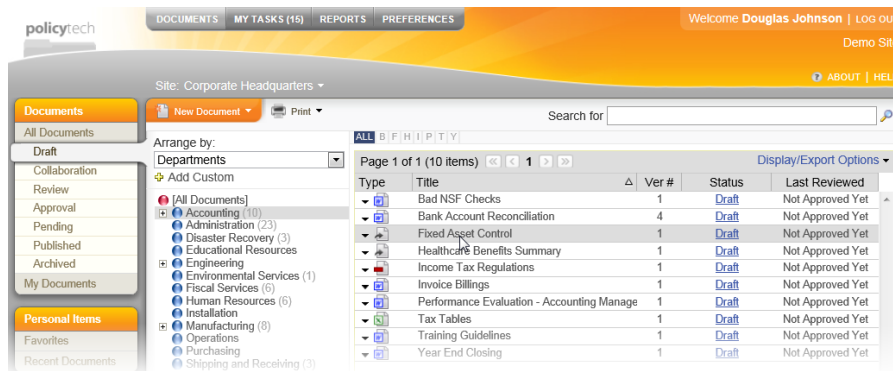 policytech
DOCUMENTS MY TASKS (15) REPORTS PREFERENCES
Welcome Douglas Johnson | LOG OU
Demo Sit
ABOUT | HEL
Site: Corporate Headquarters
Documents
All Documents
Draft
Collaboration
Review
Approval
Pending
Published
Archived
My Documents
Personal Items
Favorites
Recent Documents
New Document Print
Search for
Arrange by:
Departments
Add Custom
[All Documents]
Accounting (10)
Administration (23)
Disaster Recovery (3)
Educational Resources
Engineering
Environmental Services (1)
Fiscal Services (6)
Human Resources (6)
Installation
Manufacturing (8)
Operations
Purchasing
Shipping and Receiving (3)
ALL B F H I P T Y
Page 1 of 1 (10 items) 1 Display/Export Options
Type Title Ver # Status Last Reviewed
Bad NSF Checks 1 Draft Not Approved Yet
Bank Account Reconciliation 4 Draft Not Approved Yet
Fixed Asset Control 1 Draft Not Approved Yet
Healthcare Benefits Summary 1 Draft Not Approved Yet
Income Tax Regulations 1 Draft Not Approved Yet
Invoice Billings 1 Draft Not Approved Yet
Performance Evaluation - Accounting Manage 1 Draft Not Approved Yet
Tax Tables 1 Draft Not Approved Yet
Training Guidelines 1 Draft Not Approved Yet
Year End Closing 1 Draft Not Approved Yet